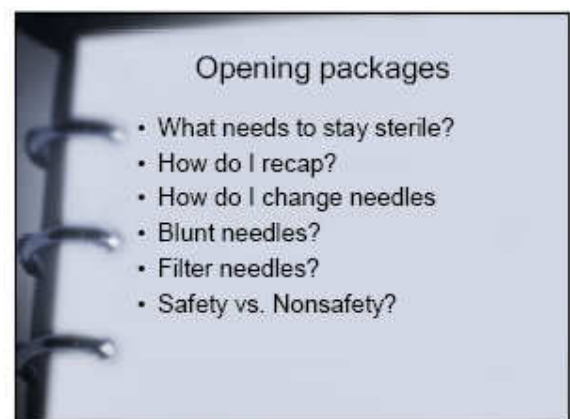 Opening packages
• What needs to stay sterile?
• How do I recap?
• How do I change needles
• Blunt needles?
• Filter needles?
• Safety vs. Nonsafety?